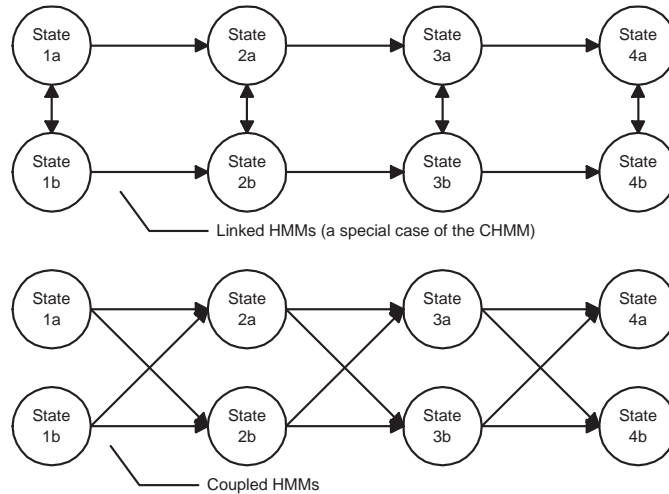 State
1a
State
2a
State
3a
State
4a
State
1b
State
2b
State
3b
State
4b
Linked HMMs (a special case of the CHMM)
State
1a
State
2a
State
3a
State
4a
State
1b
State
2b
State
3b
State
4b
Coupled HMMs